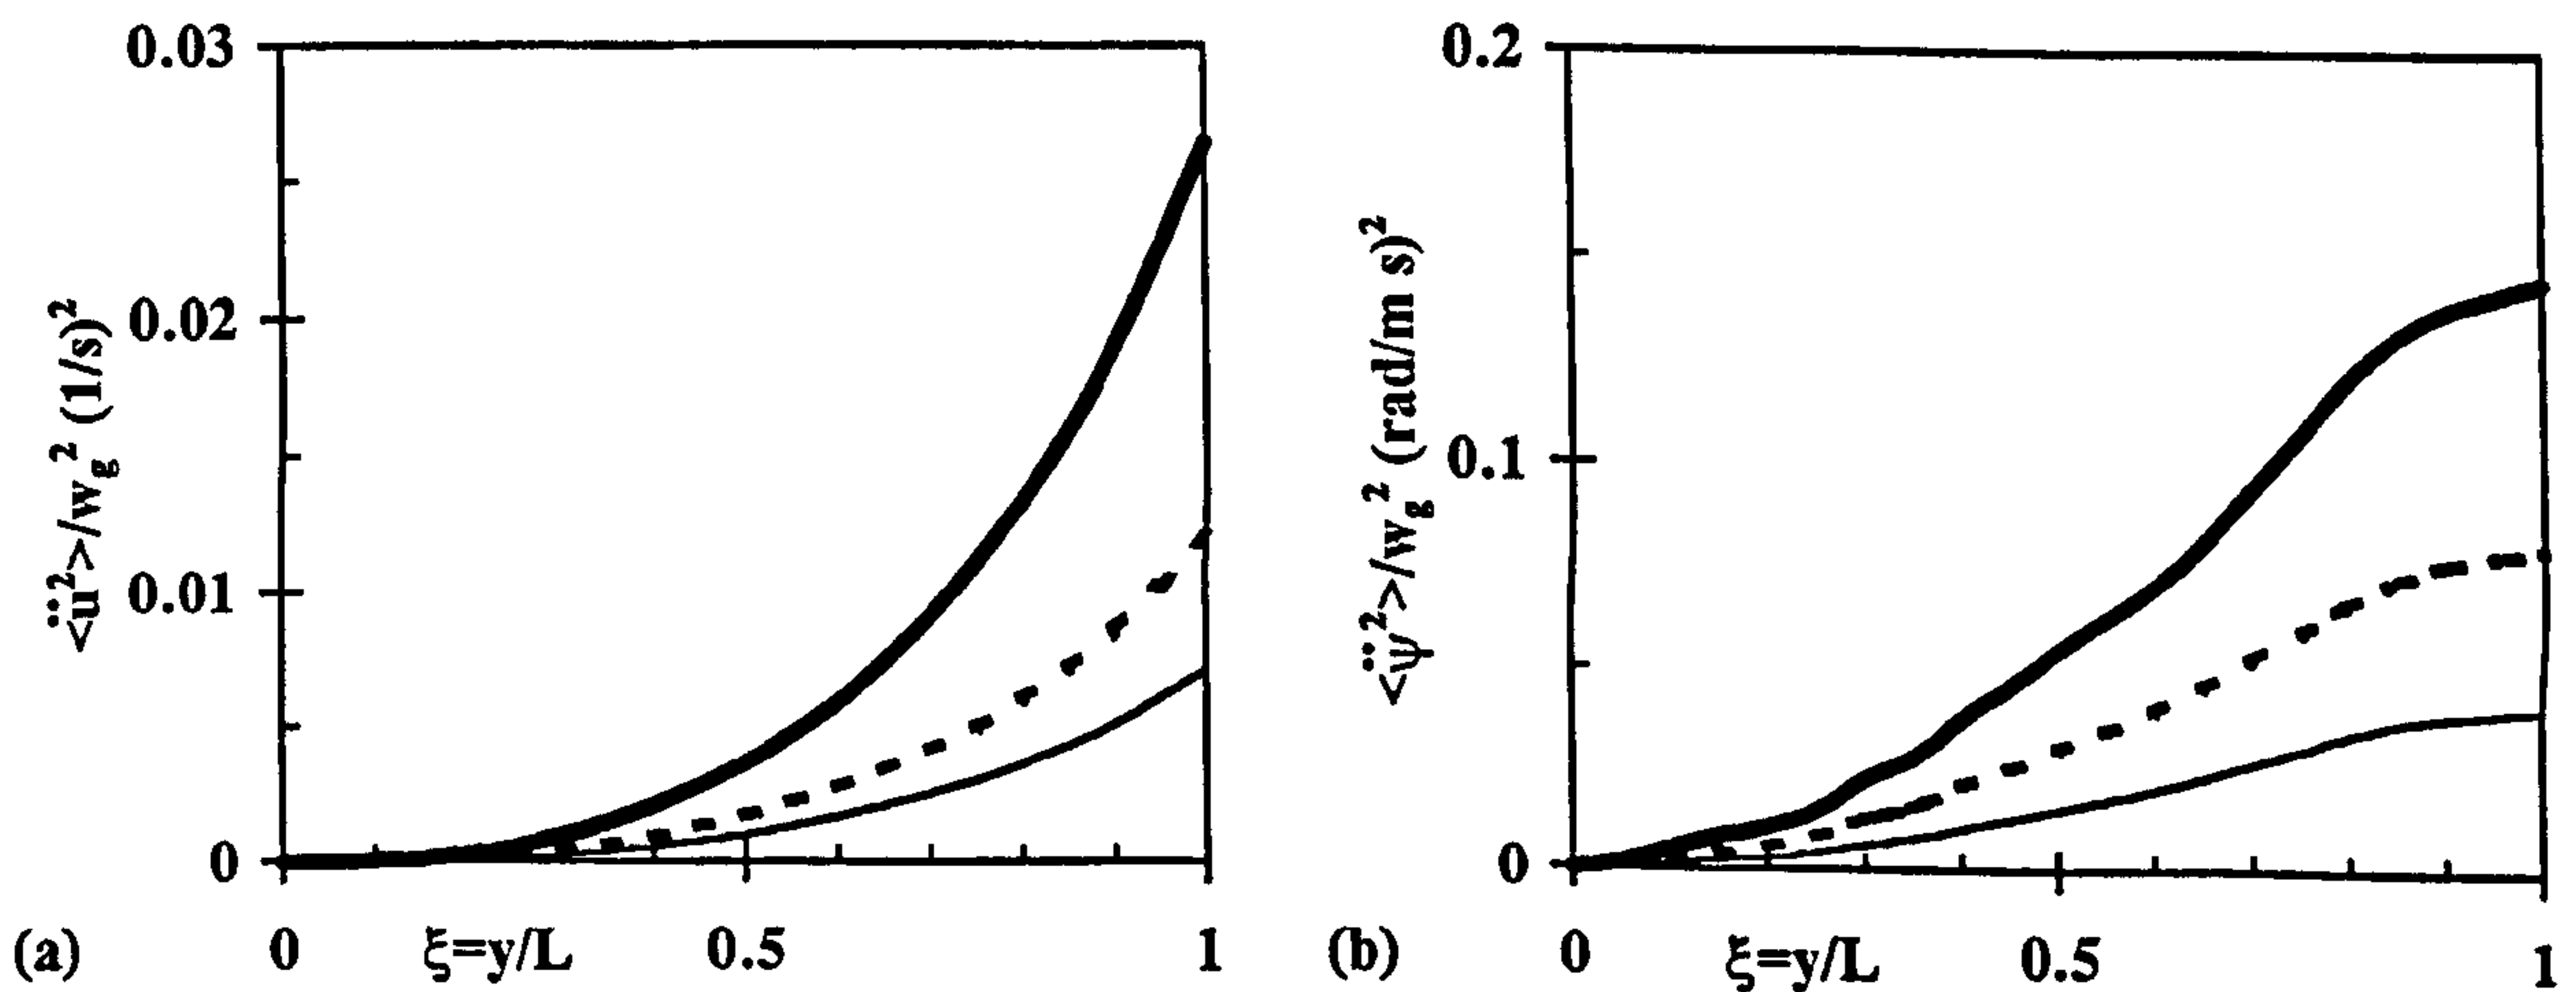 0.03
0.02
0.01
0
<ü²>/w_g² (1/s)²
0 ξ=y/L 0.5 1
(a)
0.2
0.1
0
<ψ̈²>/w_g² (rad/m s)²
0 ξ=y/L 0.5 1
(b)